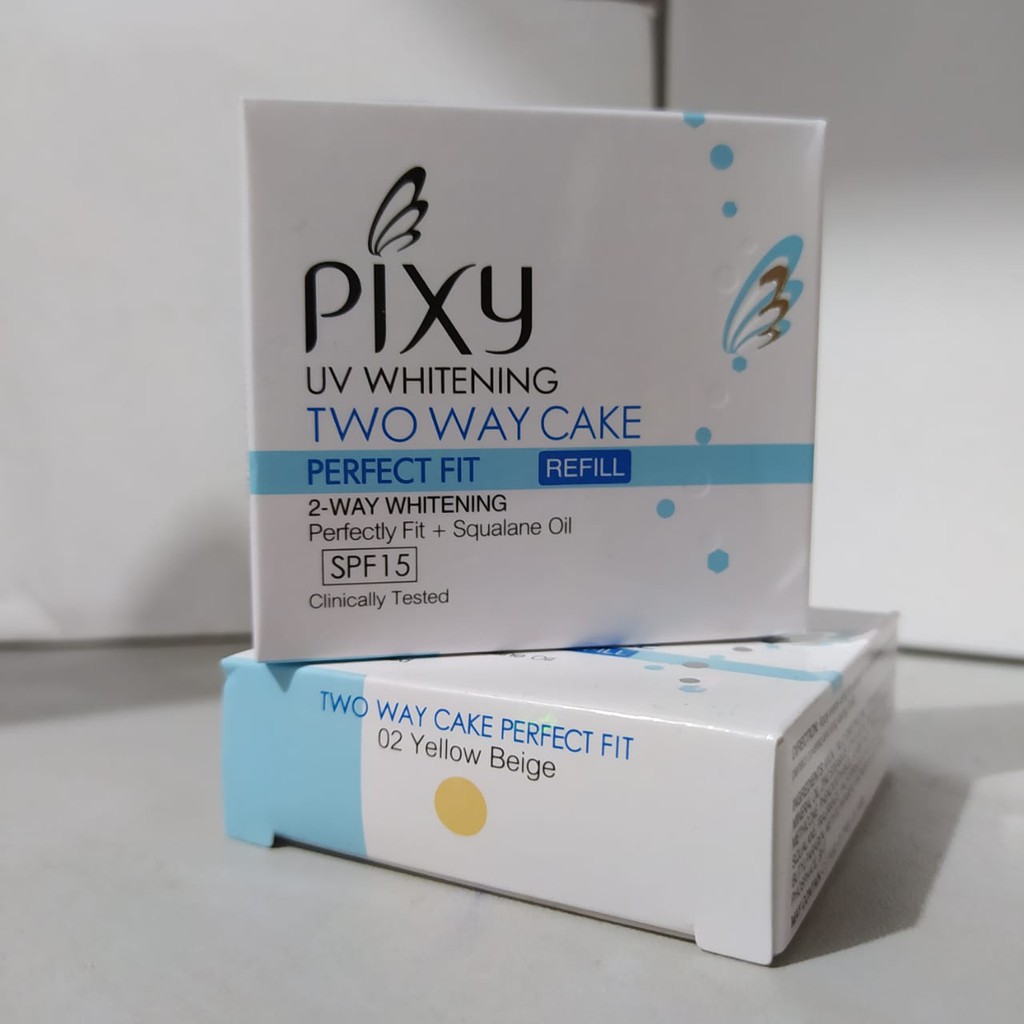 PIXY
UV WHITENING
TWO WAY CAKE
PERFECT FIT REFILL
2-WAY WHITENING
Perfectly Fit + Squalane Oil
SPF15
Clinically Tested
REFILL
TWO WAY CAKE PERFECT FIT
02 Yellow Beige